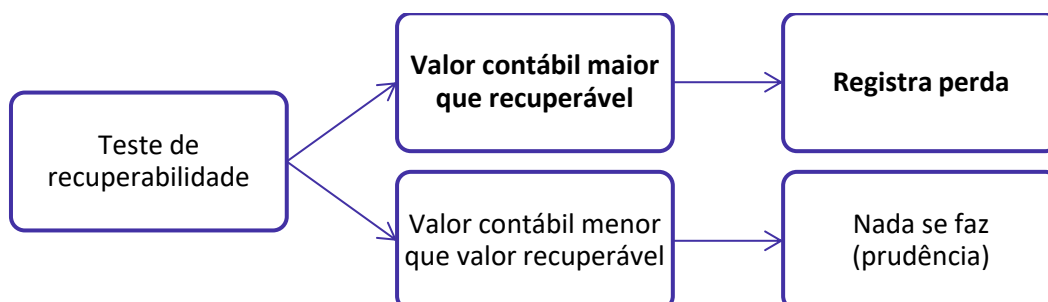 Teste de
recuperabilidade
Valor contábil maior
que recuperável
Registra perda
Valor contábil menor
que valor recuperável
Nada se faz
(prudência)